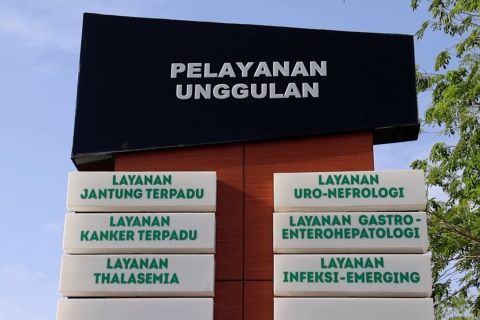 PELAYANAN
UNGGULAN
LAYANAN
JANTUNG TERPADU
LAYANAN
KANKER TERPADU
LAYANAN
THALASEMIA
LAYANAN
URO-NEFROLOGI
LAYANAN GASTRO-
ENTEROHEPATOLOGI
LAYANAN
INFEKSI-EMERGING